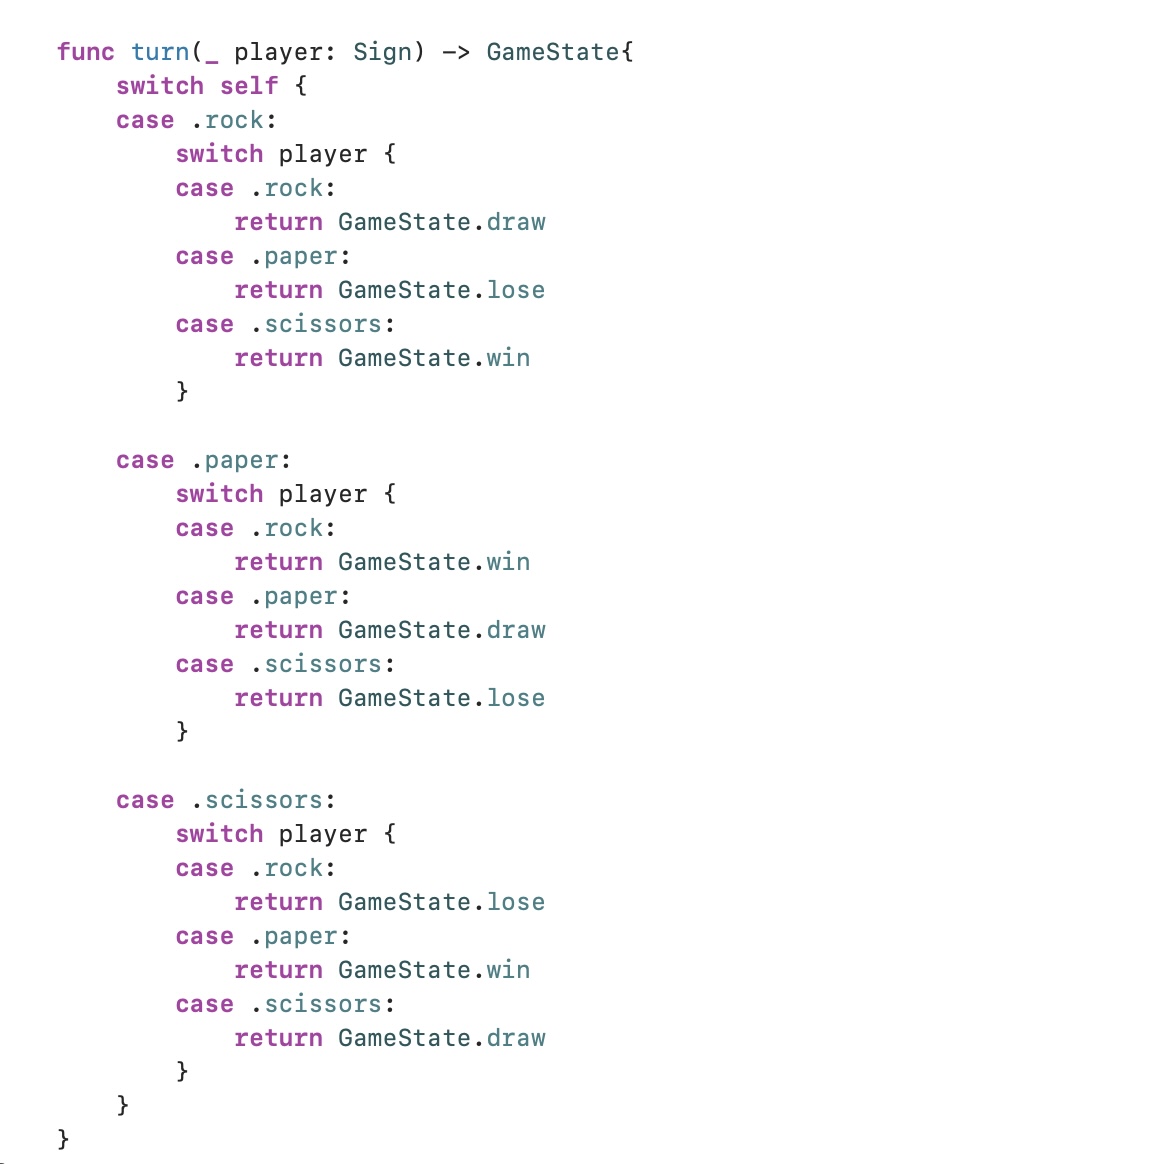 func turn(_ player: Sign) -> GameState{
    switch self {
    case .rock:
        switch player {
        case .rock:
            return GameState.draw
        case .paper:
            return GameState.lose
        case .scissors:
            return GameState.win
        }

    case .paper:
        switch player {
        case .rock:
            return GameState.win
        case .paper:
            return GameState.draw
        case .scissors:
            return GameState.lose
        }

    case .scissors:
        switch player {
        case .rock:
            return GameState.lose
        case .paper:
            return GameState.win
        case .scissors:
            return GameState.draw
        }
    }
}